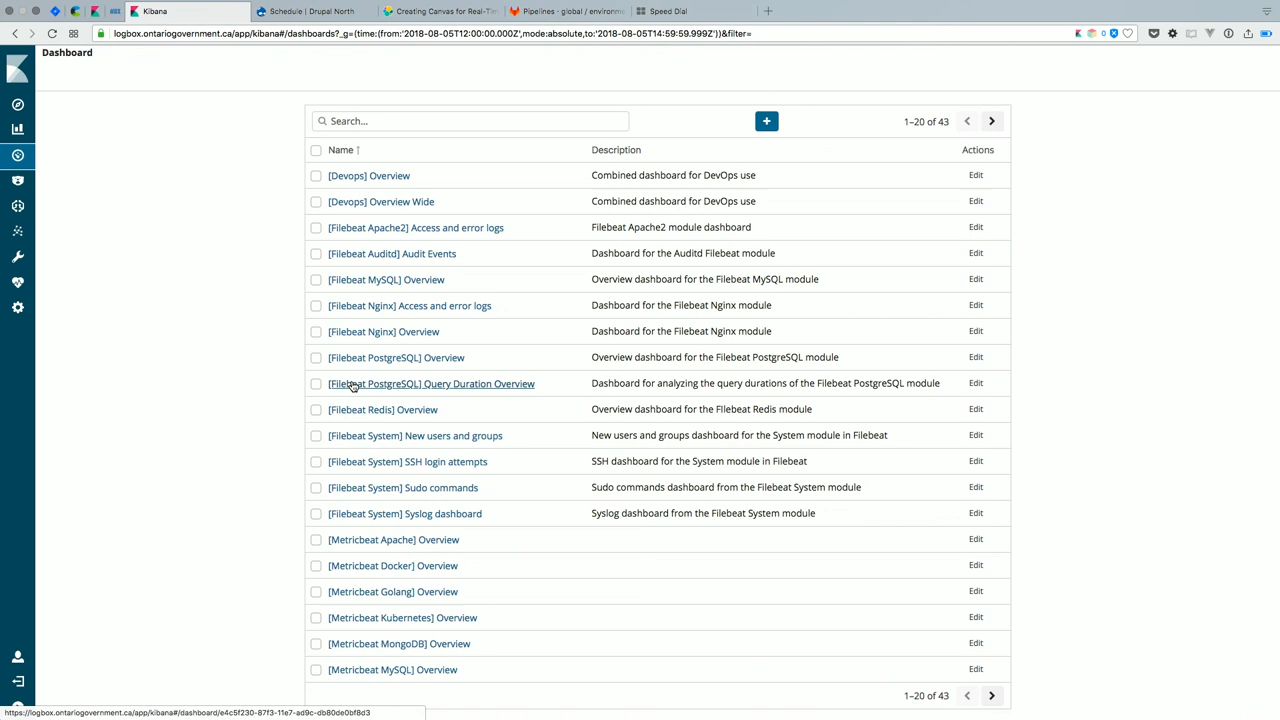 Kibana
Schedule | Drupal North
Creating Canvas for Real-Tim
Pipelines - global / environme
Speed Dial
logbox.ontariogovernment.ca/app/kibana#/dashboards?_g=(time:(from:'2018-08-05T12:00:00.000Z',mode:absolute,to:'2018-08-05T14:59:59.999Z'))&filter=
0
Dashboard
Search...
+
1–20 of 43
Name
Description
Actions
[Devops] Overview
Combined dashboard for DevOps use
Edit
[Devops] Overview Wide
Combined dashboard for DevOps use
Edit
[Filebeat Apache2] Access and error logs
Filebeat Apache2 module dashboard
Edit
[Filebeat Auditd] Audit Events
Dashboard for the Auditd Filebeat module
Edit
[Filebeat MySQL] Overview
Overview dashboard for the Filebeat MySQL module
Edit
[Filebeat Nginx] Access and error logs
Dashboard for the Filebeat Nginx module
Edit
[Filebeat Nginx] Overview
Dashboard for the Filebeat Nginx module
Edit
[Filebeat PostgreSQL] Overview
Overview dashboard for the Filebeat PostgreSQL module
Edit
[Filebeat PostgreSQL] Query Duration Overview
Dashboard for analyzing the query durations of the Filebeat PostgreSQL module
Edit
[Filebeat Redis] Overview
Overview dashboard for the FIlebeat Redis module
Edit
[Filebeat System] New users and groups
New users and groups dashboard for the System module in Filebeat
Edit
[Filebeat System] SSH login attempts
SSH dashboard for the System module in Filebeat
Edit
[Filebeat System] Sudo commands
Sudo commands dashboard from the Filebeat System module
Edit
[Filebeat System] Syslog dashboard
Syslog dashboard from the Filebeat System module
Edit
[Metricbeat Apache] Overview
Edit
[Metricbeat Docker] Overview
Edit
[Metricbeat Golang] Overview
Edit
[Metricbeat Kubernetes] Overview
Edit
[Metricbeat MongoDB] Overview
Edit
[Metricbeat MySQL] Overview
Edit
1–20 of 43
https://logbox.ontariogovernment.ca/app/kibana#/dashboard/e4c5f230-87f3-11e7-ad9c-db80de0bf8d3